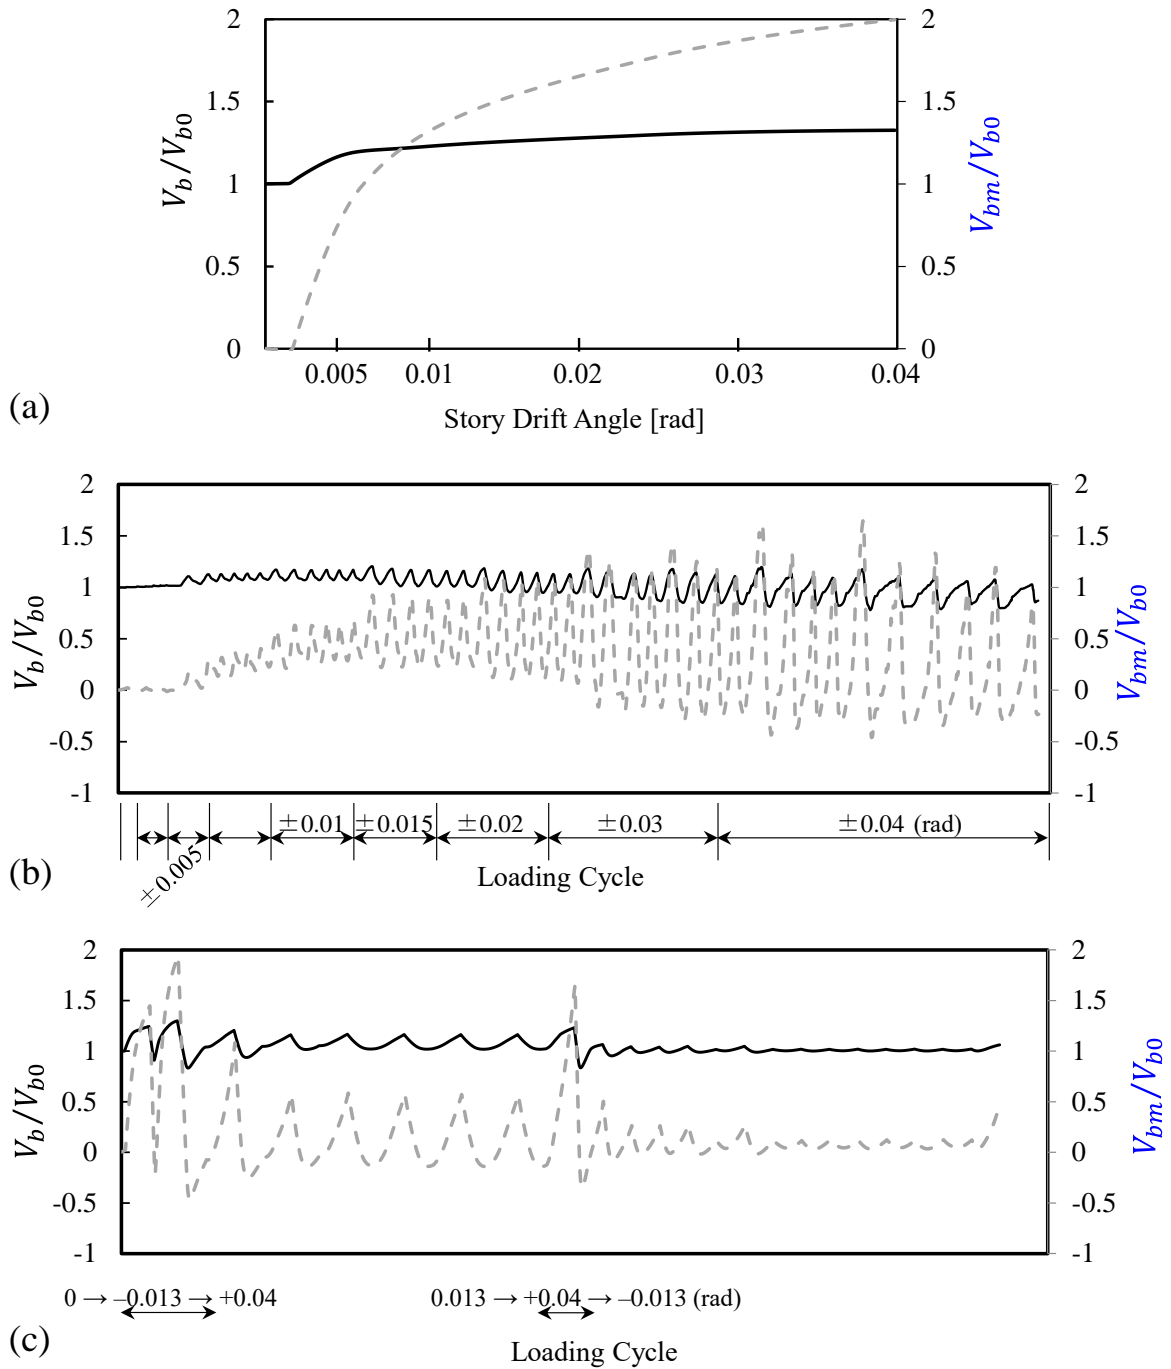 2 2
1.5 1.5
1 1
0.5 0.5
0 0
V_b/V_b0
V_bm/V_b0
0.005 0.01 0.02 0.03 0.04
Story Drift Angle [rad]
(a)
2 2
1.5 1.5
1 1
0.5 0.5
0 0
-0.5 -0.5
-1 -1
V_b/V_b0
V_bm/V_b0
±0.005 ±0.01 ±0.015 ±0.02 ±0.03 ±0.04 (rad)
Loading Cycle
(b)
2 2
1.5 1.5
1 1
0.5 0.5
0 0
-0.5 -0.5
-1 -1
V_b/V_b0
V_bm/V_b0
0 → –0.013 → +0.04 0.013 → +0.04 → –0.013 (rad)
Loading Cycle
(c)